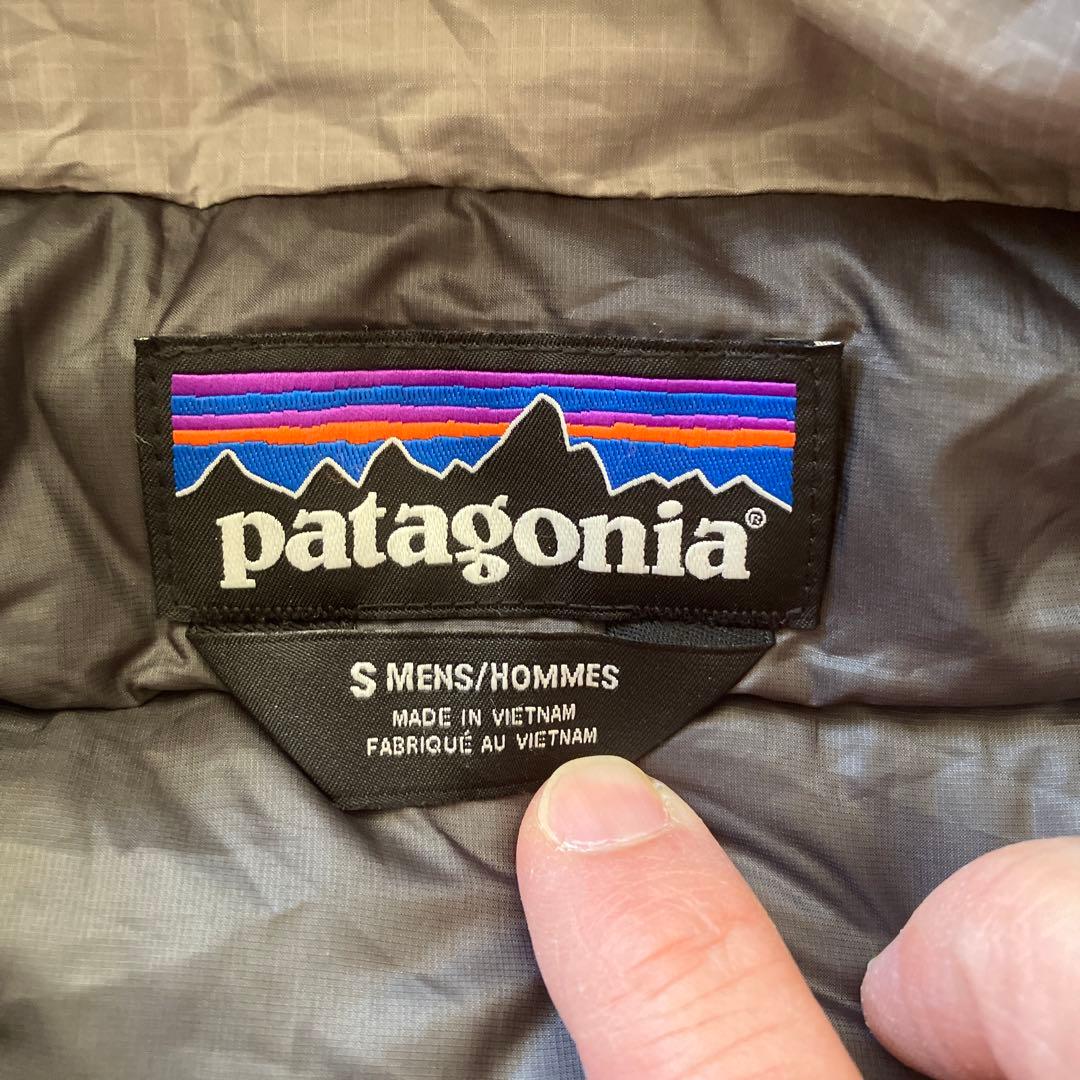 patagonia®
S MENS/HOMMES
MADE IN VIETNAM
FABRIQUÉ AU VIETNAM